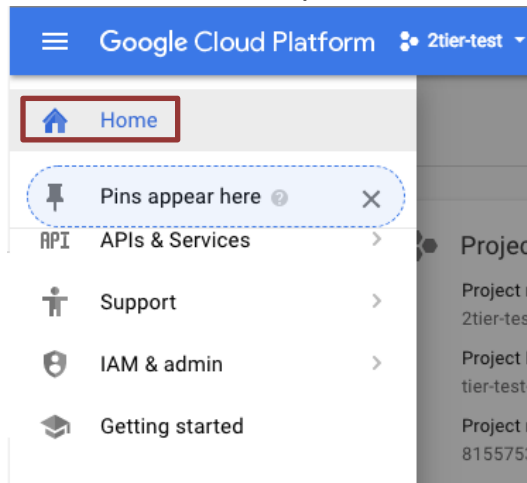 Google Cloud Platform 2tier-test
Home
Pins appear here
API APIs & Services
Support
IAM & admin
Getting started
Project
2tier-tes
Project
tier-test
Project
815575